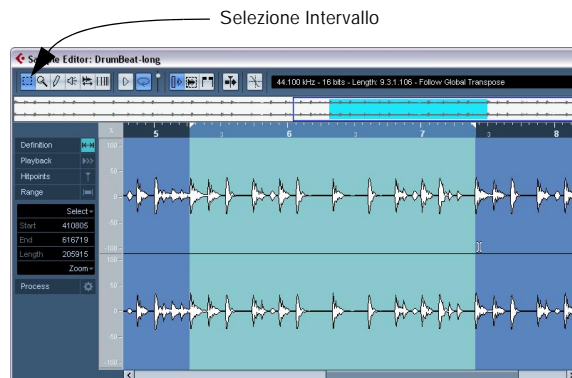 Selezione Intervallo
Sample Editor: DrumBeat-long
44.100 kHz - 16 bits - Length: 9.3.1.106 - Follow Global Transpose
% 5 3 6 3 7 3 8
Definition
Playback
Hitpoints
Range
Select
Start 410805
End 616719
Length 205915
Zoom
Process
100
50
0
-50
-100
100
50
0
-50
-100